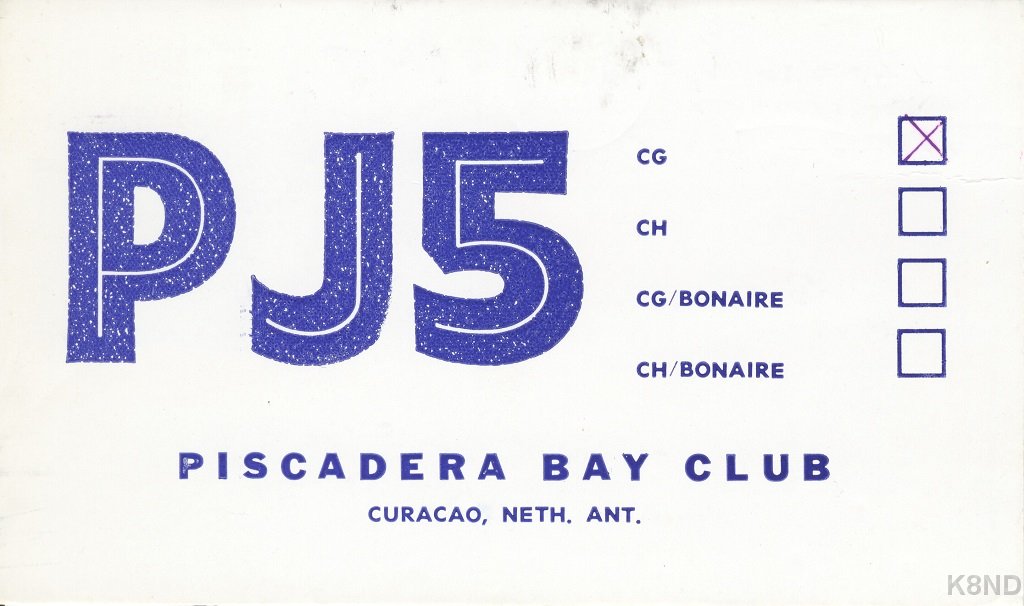 PJ5
CG
CH
CG/BONAIRE
CH/BONAIRE
PISCADERA BAY CLUB
CURACAO, NETH. ANT.
K8ND